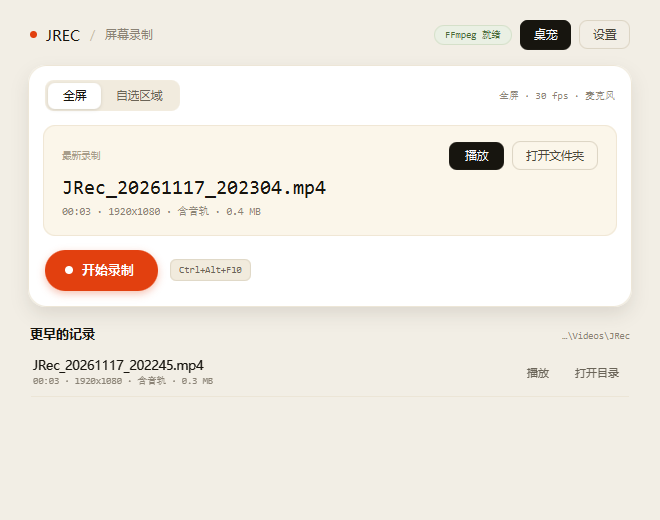 JREC / 屏幕录制
FFmpeg 就绪
桌宠
设置
全屏
自选区域
全屏 · 30 fps · 麦克风
最新录制
播放
打开文件夹
JRec_20261117_202304.mp4
00:03 · 1920x1080 · 含音轨 · 0.4 MB
开始录制
Ctrl+Alt+F10
更早的记录
…\Videos\JRec
JRec_20261117_202245.mp4
00:03 · 1920x1080 · 含音轨 · 0.3 MB
播放
打开目录